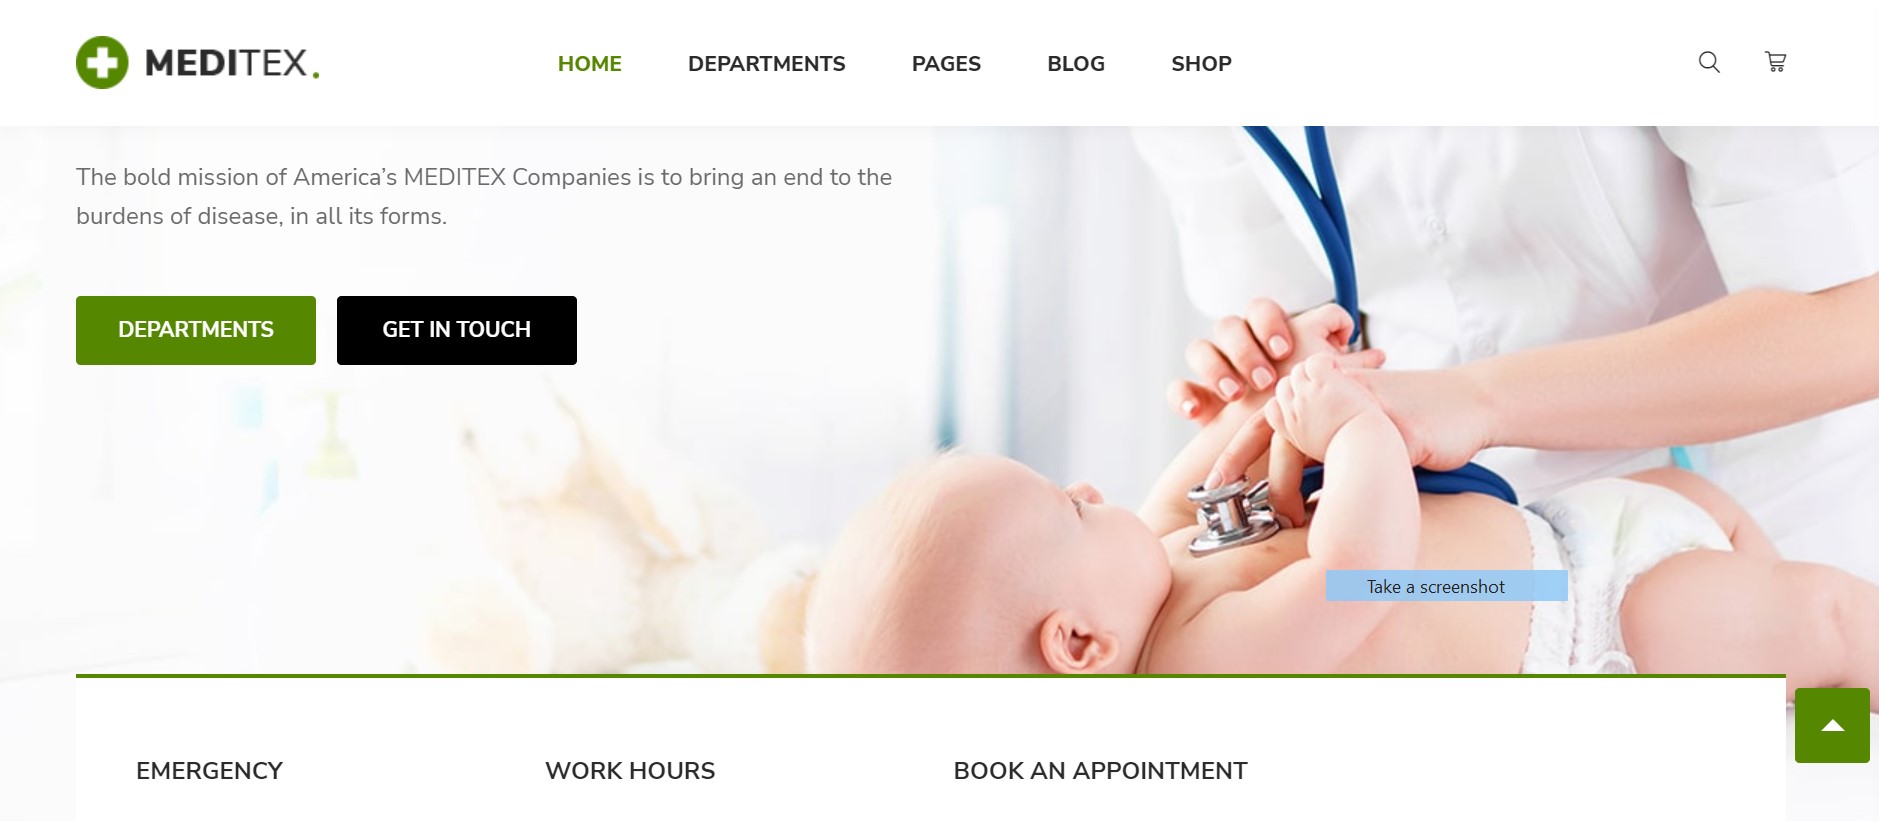 MEDITEX.
HOME
DEPARTMENTS
PAGES
BLOG
SHOP
The bold mission of America’s MEDITEX Companies is to bring an end to the
burdens of disease, in all its forms.
DEPARTMENTS
GET IN TOUCH
Take a screenshot
EMERGENCY
WORK HOURS
BOOK AN APPOINTMENT